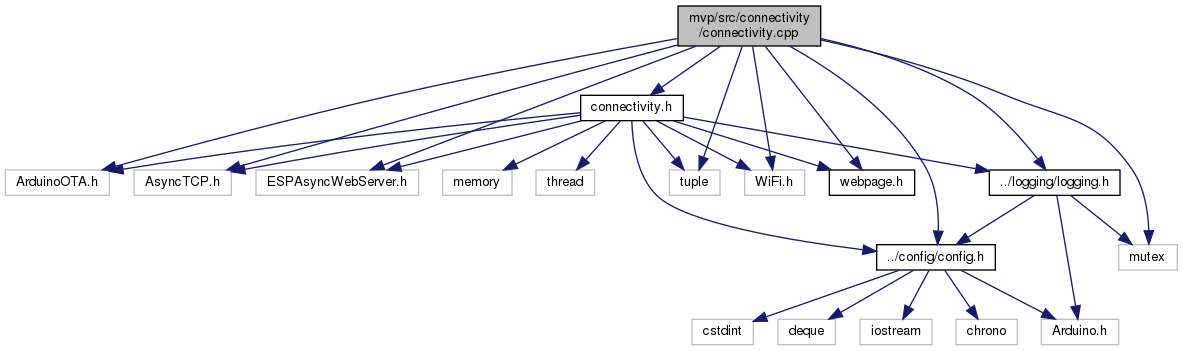 mvp/src/connectivity
/connectivity.cpp
connectivity.h
ArduinoOTA.h
AsyncTCP.h
ESPAsyncWebServer.h
memory
thread
tuple
WiFi.h
webpage.h
../logging/logging.h
../config/config.h
mutex
cstdint
deque
iostream
chrono
Arduino.h